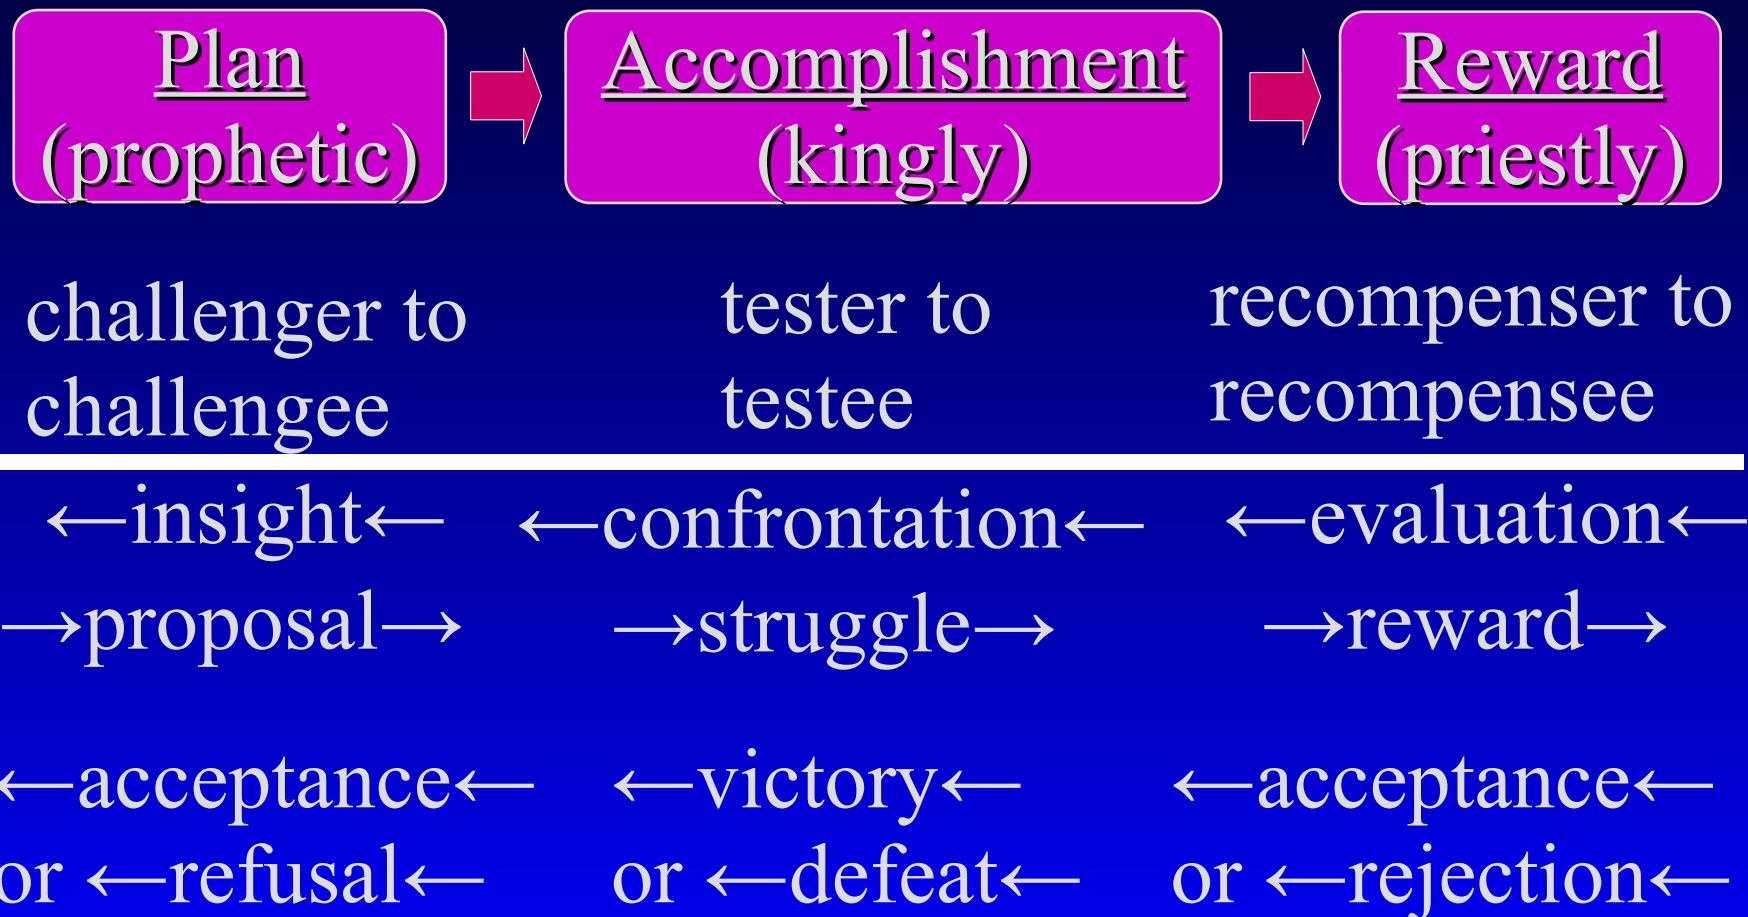 Plan
(prophetic)
Accomplishment
(kingly)
Reward
(priestly)
challenger to
challengee
tester to
testee
recompenser to
recompensee
←insight← ←confrontation← ←evaluation←
→proposal→ →struggle→ →reward→
←acceptance← ←victory← ←acceptance←
or ←refusal← or ←defeat← or ←rejection←